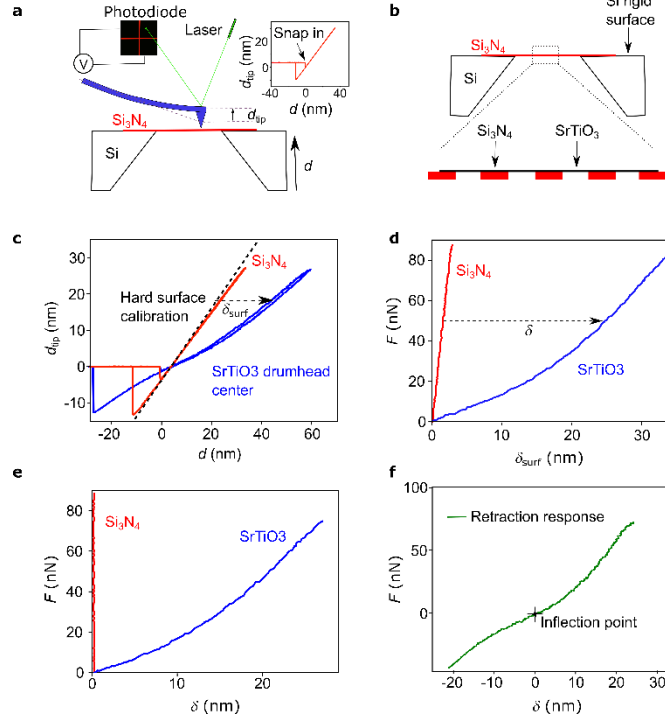 a
Photodiode
Laser
V
Snap in
d_tip (nm)
20
0
-40
0
40
d (nm)
d_tip
Si₃N₄
Si
d
b
Si rigid
surface
Si₃N₄
Si
Si₃N₄
SrTiO₃
c
30
20
10
0
-10
d_tip (nm)
Si₃N₄
Hard surface
calibration
δ_surf
SrTiO3 drumhead
center
-20
0
20
40
60
d (nm)
d
80
60
40
20
0
F (nN)
Si₃N₄
δ
SrTiO3
0
10
20
30
δ_surf (nm)
e
80
60
40
20
0
F (nN)
Si₃N₄
SrTiO3
0
10
20
δ (nm)
f
100
50
0
F (nN)
Retraction response
Inflection point
-20
-10
0
10
20
30
δ (nm)